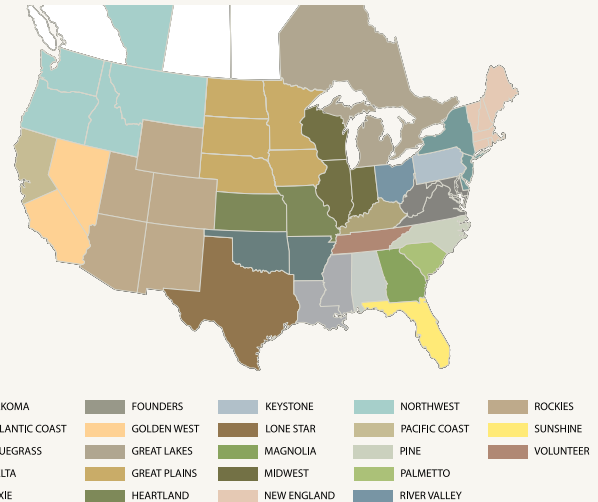 KOMA
LANTIC COAST
UEGRASS
LTA
XIE
FOUNDERS
GOLDEN WEST
GREAT LAKES
GREAT PLAINS
HEARTLAND
KEYSTONE
LONE STAR
MAGNOLIA
MIDWEST
NEW ENGLAND
NORTHWEST
PACIFIC COAST
PINE
PALMETTO
RIVER VALLEY
ROCKIES
SUNSHINE
VOLUNTEER